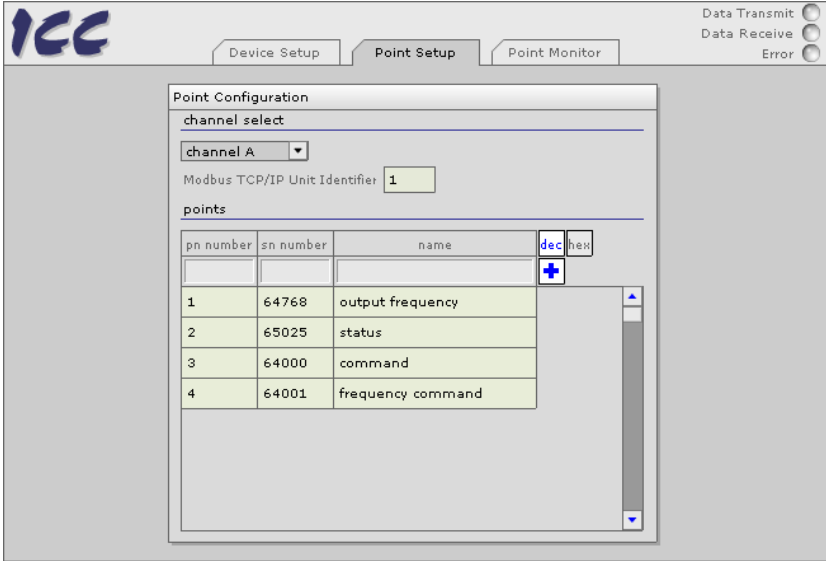 ICC
Data Transmit
Data Receive
Error
Device Setup Point Setup Point Monitor
Point Configuration
channel select
channel A
Modbus TCP/IP Unit Identifier 1
points
pn number sn number name dec hex
1 64768 output frequency
2 65025 status
3 64000 command
4 64001 frequency command